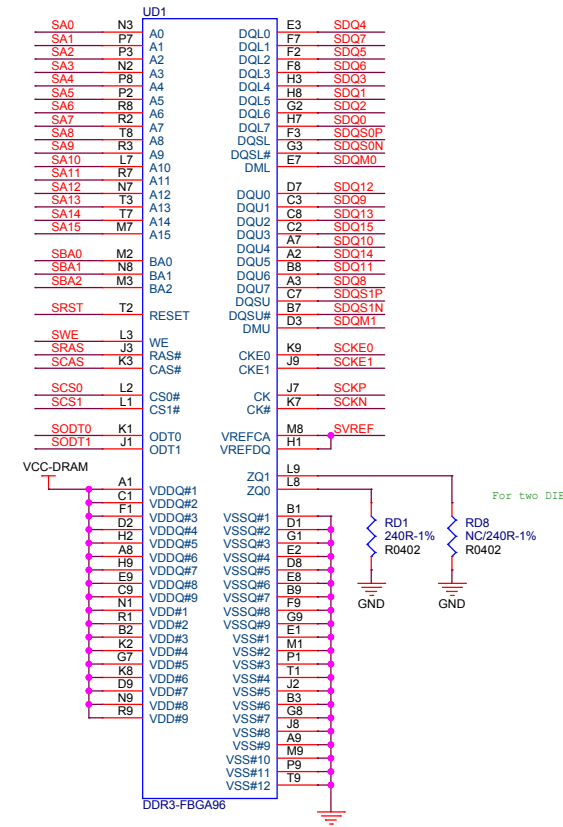 UD1
SA0 N3 A0 DQL0 E3 SDQ4
SA1 P7 A1 DQL1 F7 SDQ7
SA2 P3 A2 DQL2 F2 SDQ5
SA3 N2 A3 DQL3 F8 SDQ6
SA4 P8 A4 DQL4 H3 SDQ3
SA5 P2 A5 DQL5 H8 SDQ1
SA6 R8 A6 DQL6 G2 SDQ2
SA7 R2 A7 DQL7 H7 SDQ0
SA8 T8 A8 DQSL F3 SDQS0P
SA9 R3 A9 DQSL# G3 SDQS0N
SA10 L7 A10 DML E7 SDQM0
SA11 R7 A11
SA12 N7 A12 DQU0 D7 SDQ12
SA13 T3 A13 DQU1 C3 SDQ9
SA14 T7 A14 DQU2 C8 SDQ13
SA15 M7 A15 DQU3 C2 SDQ15
DQU4 A7 SDQ10
SBA0 M2 BA0 DQU5 A2 SDQ14
SBA1 N8 BA1 DQU6 B8 SDQ11
SBA2 M3 BA2 DQU7 A3 SDQ8
DQSU C7 SDQS1P
SRST T2 RESET DQSU# B7 SDQS1N
DMU D3 SDQM1
SWE L3 WE
SRAS J3 RAS# CKE0 K9 SCKE0
SCAS K3 CAS# CKE1 J9 SCKE1
SCS0 L2 CS0# CK J7 SCKP
SCS1 L1 CS1# CK# K7 SCKN
SODT0 K1 ODT0 VREFCA M8 SVREF
SODT1 J1 ODT1 VREFDQ H1
VCC-DRAM
ZQ1 L9
ZQ0 L8
For two DIE
A1 VDDQ#1
C1 VDDQ#2
F1 VDDQ#3 VSSQ#1 B1
D2 VDDQ#4 VSSQ#2 D1
H2 VDDQ#5 VSSQ#3 G1
A8 VDDQ#6 VSSQ#4 E2
H9 VDDQ#7 VSSQ#5 D8
E9 VDDQ#8 VSSQ#6 E8
C9 VDDQ#9 VSSQ#7 B9
N1 VDD#1 VSSQ#8 F9
R1 VDD#2 VSSQ#9 G9
B2 VDD#3 VSS#1 E1
K2 VDD#4 VSS#2 M1
G7 VDD#5 VSS#3 P1
K8 VDD#6 VSS#4 T1
D9 VDD#7 VSS#5 J2
N9 VDD#8 VSS#6 B3
R9 VDD#9 VSS#7 G8
VSS#8 J8
VSS#9 A9
VSS#10 M9
VSS#11 P9
VSS#12 T9
RD1
240R-1%
R0402
GND
RD8
NC/240R-1%
R0402
GND
DDR3-FBGA96